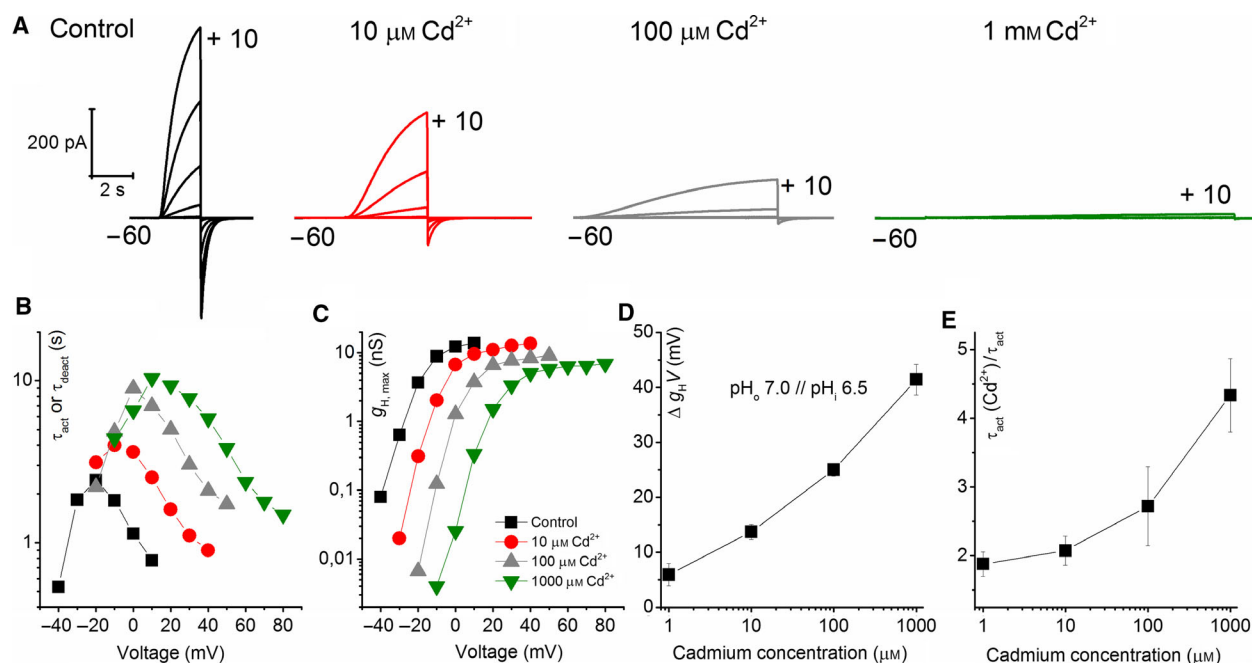 A
Control
10 μM Cd²⁺
100 μM Cd²⁺
1 mM Cd²⁺
+ 10
+ 10
+ 10
+ 10
200 pA
2 s
−60
−60
−60
−60
B
τact or τdeact (s)
10
1
−40 −20 0 20 40 60 80
Voltage (mV)
C
gH, max (nS)
10
1
0,1
0,01
Control
10 μM Cd²⁺
100 μM Cd²⁺
1000 μM Cd²⁺
−40 −20 0 20 40 60 80
Voltage (mV)
D
Δ gH V (mV)
50
40
30
20
10
0
pHo 7.0 // pHi 6.5
1 10 100 1000
Cadmium concentration (μM)
E
τact (Cd²⁺)/τact
5
4
3
2
1 10 100 1000
Cadmium concentration (μM)